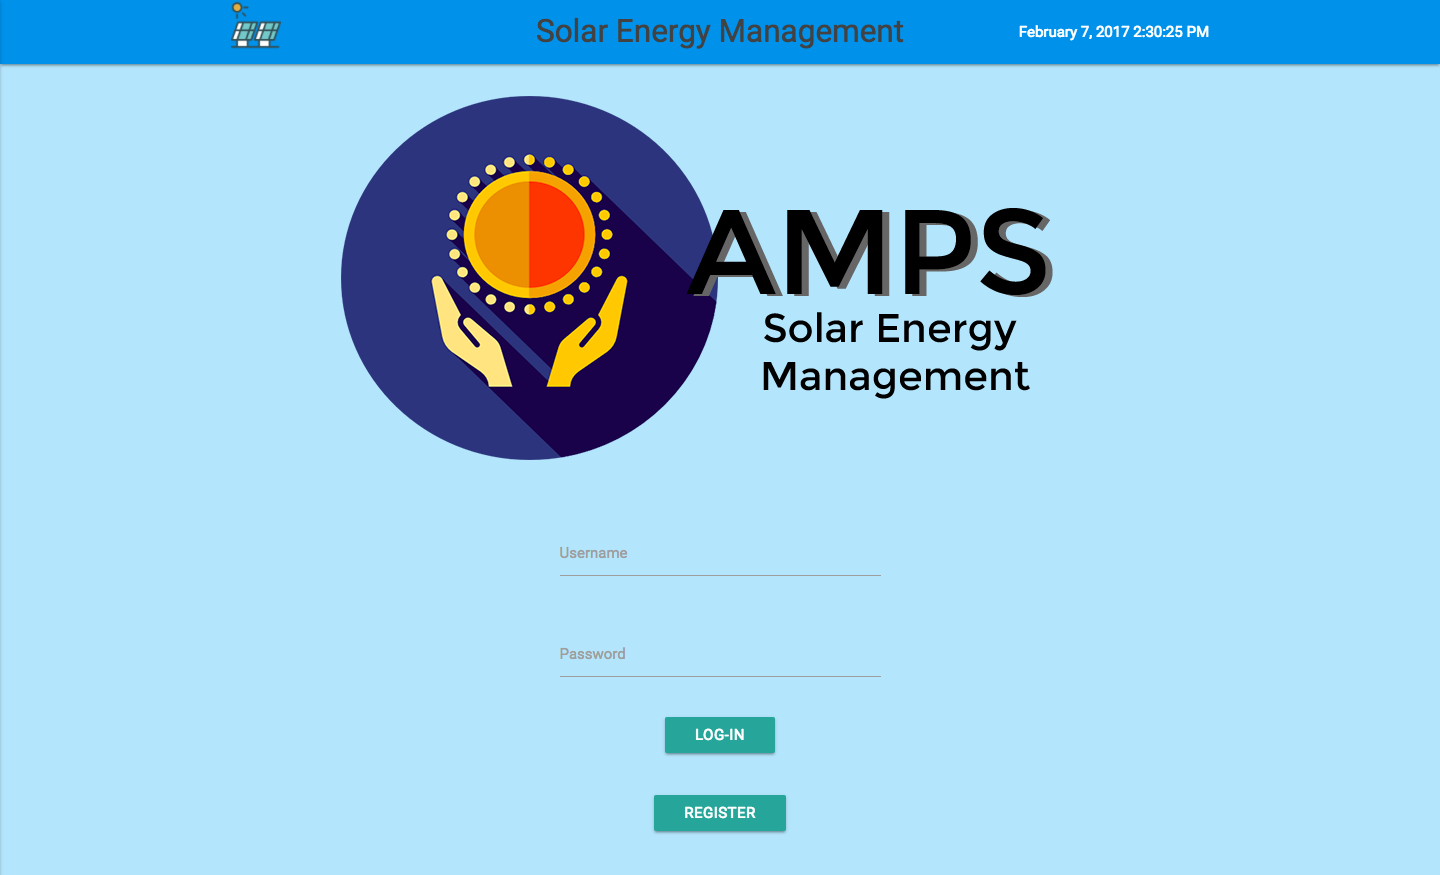 Solar Energy Management
February 7, 2017 2:30:25 PM
AMPS
Solar Energy
Management
Username
Password
LOG-IN
REGISTER